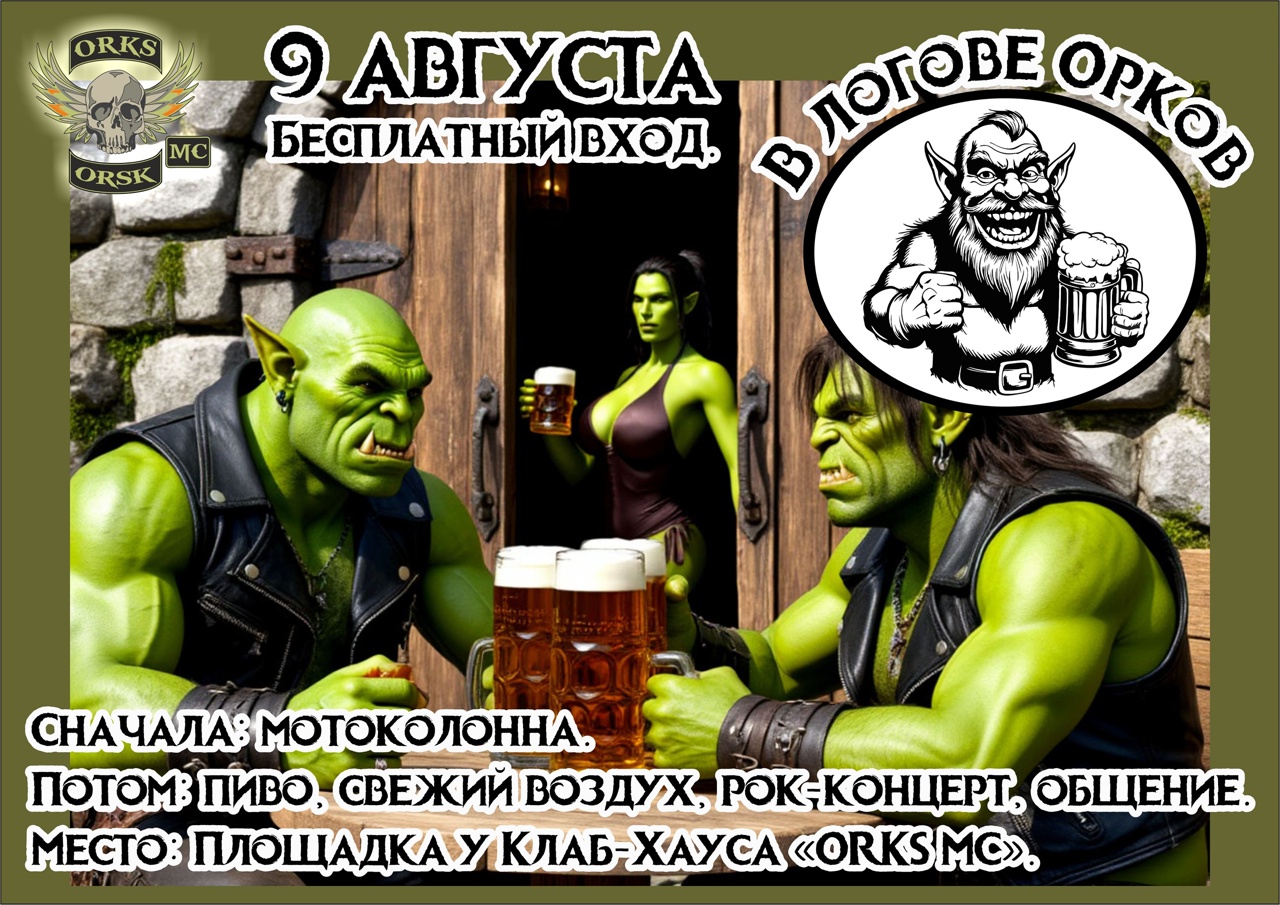 ORKS
MC
ORSK
9 АВГУСТА
БЕСПЛАТНЫЙ ВХОД.
В ЛОГОВЕ ОРКОВ
СНАЧАЛА: МОТОКОЛОННА.
ПОТОМ: ПИВО, СВЕЖИЙ ВОЗДУХ, РОК-КОНЦЕРТ, ОБЩЕНИЕ.
МЕСТО: ПЛОЩАДКА У КЛАБ-ХАУСА «ORKS MC».